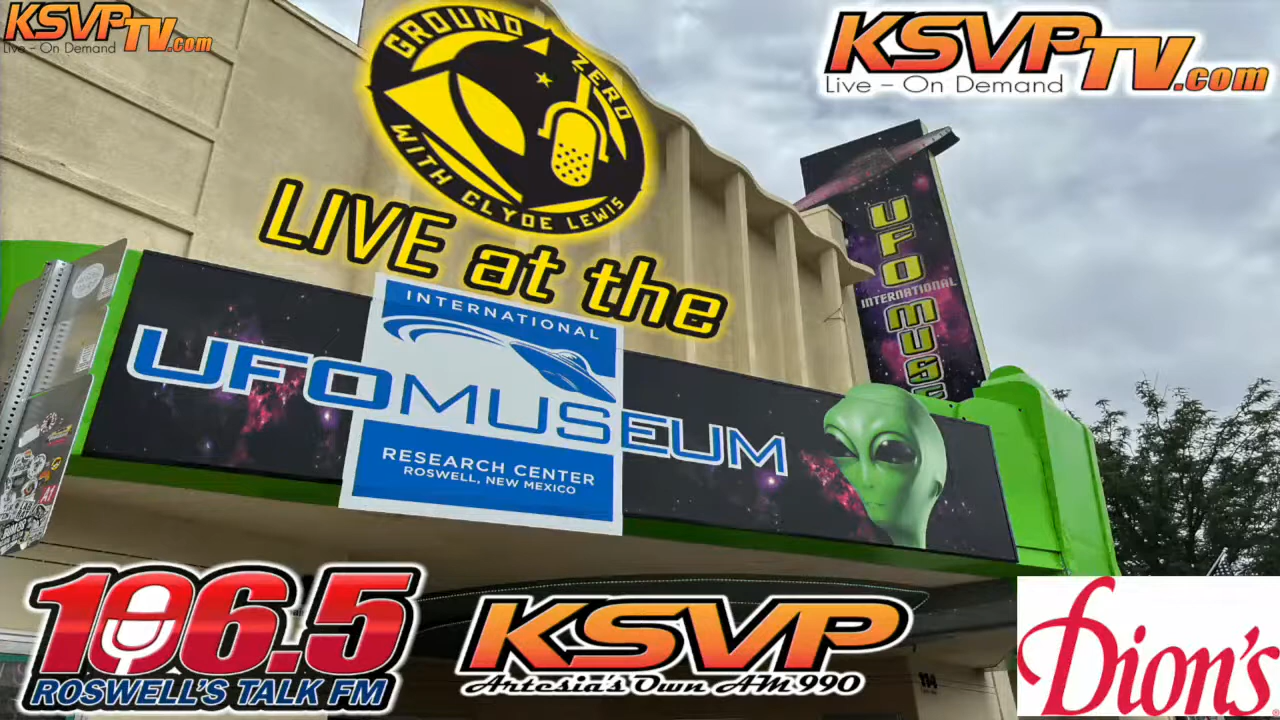 KSVPTV.com
Live – On Demand
GROUND ZERO
WITH CLYDE LEWIS
KSVPTV.com
Live – On Demand
LIVE at the
UFO
INTERNATIONAL
MUSE
INTERNATIONAL
UFOMUSEUM
RESEARCH CENTER
ROSWELL, NEW MEXICO
A1
106.5
ROSWELL'S TALK FM
KSVP
Artesia's Own AM 990
114
Dion's